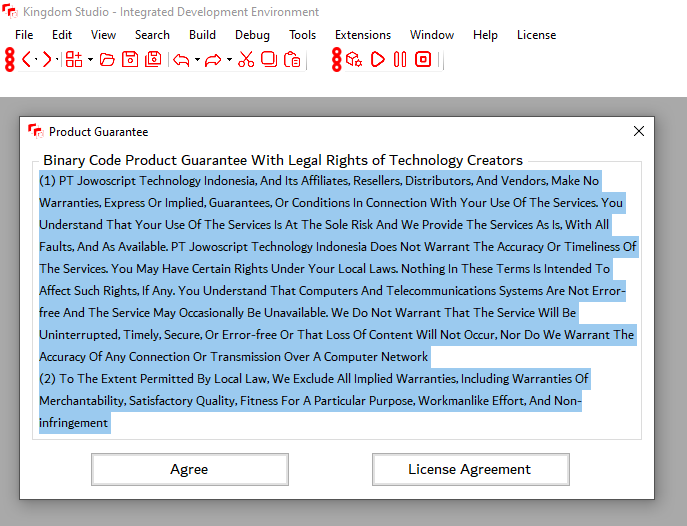 Kingdom Studio - Integrated Development Environment
File Edit View Search Build Debug Tools Extensions Window Help License
Product Guarantee
Binary Code Product Guarantee With Legal Rights of Technology Creators
(1) PT Jowoscript Technology Indonesia, And Its Affiliates, Resellers, Distributors, And Vendors, Make No
Warranties, Express Or Implied, Guarantees, Or Conditions In Connection With Your Use Of The Services. You
Understand That Your Use Of The Services Is At The Sole Risk And We Provide The Services As Is, With All
Faults, And As Available. PT Jowoscript Technology Indonesia Does Not Warrant The Accuracy Or Timeliness Of
The Services. You May Have Certain Rights Under Your Local Laws. Nothing In These Terms Is Intended To
Affect Such Rights, If Any. You Understand That Computers And Telecommunications Systems Are Not Error-
free And The Service May Occasionally Be Unavailable. We Do Not Warrant That The Service Will Be
Uninterrupted, Timely, Secure, Or Error-free Or That Loss Of Content Will Not Occur, Nor Do We Warrant The
Accuracy Of Any Connection Or Transmission Over A Computer Network
(2) To The Extent Permitted By Local Law, We Exclude All Implied Warranties, Including Warranties Of
Merchantability, Satisfactory Quality, Fitness For A Particular Purpose, Workmanlike Effort, And Non-
infringement
Agree License Agreement